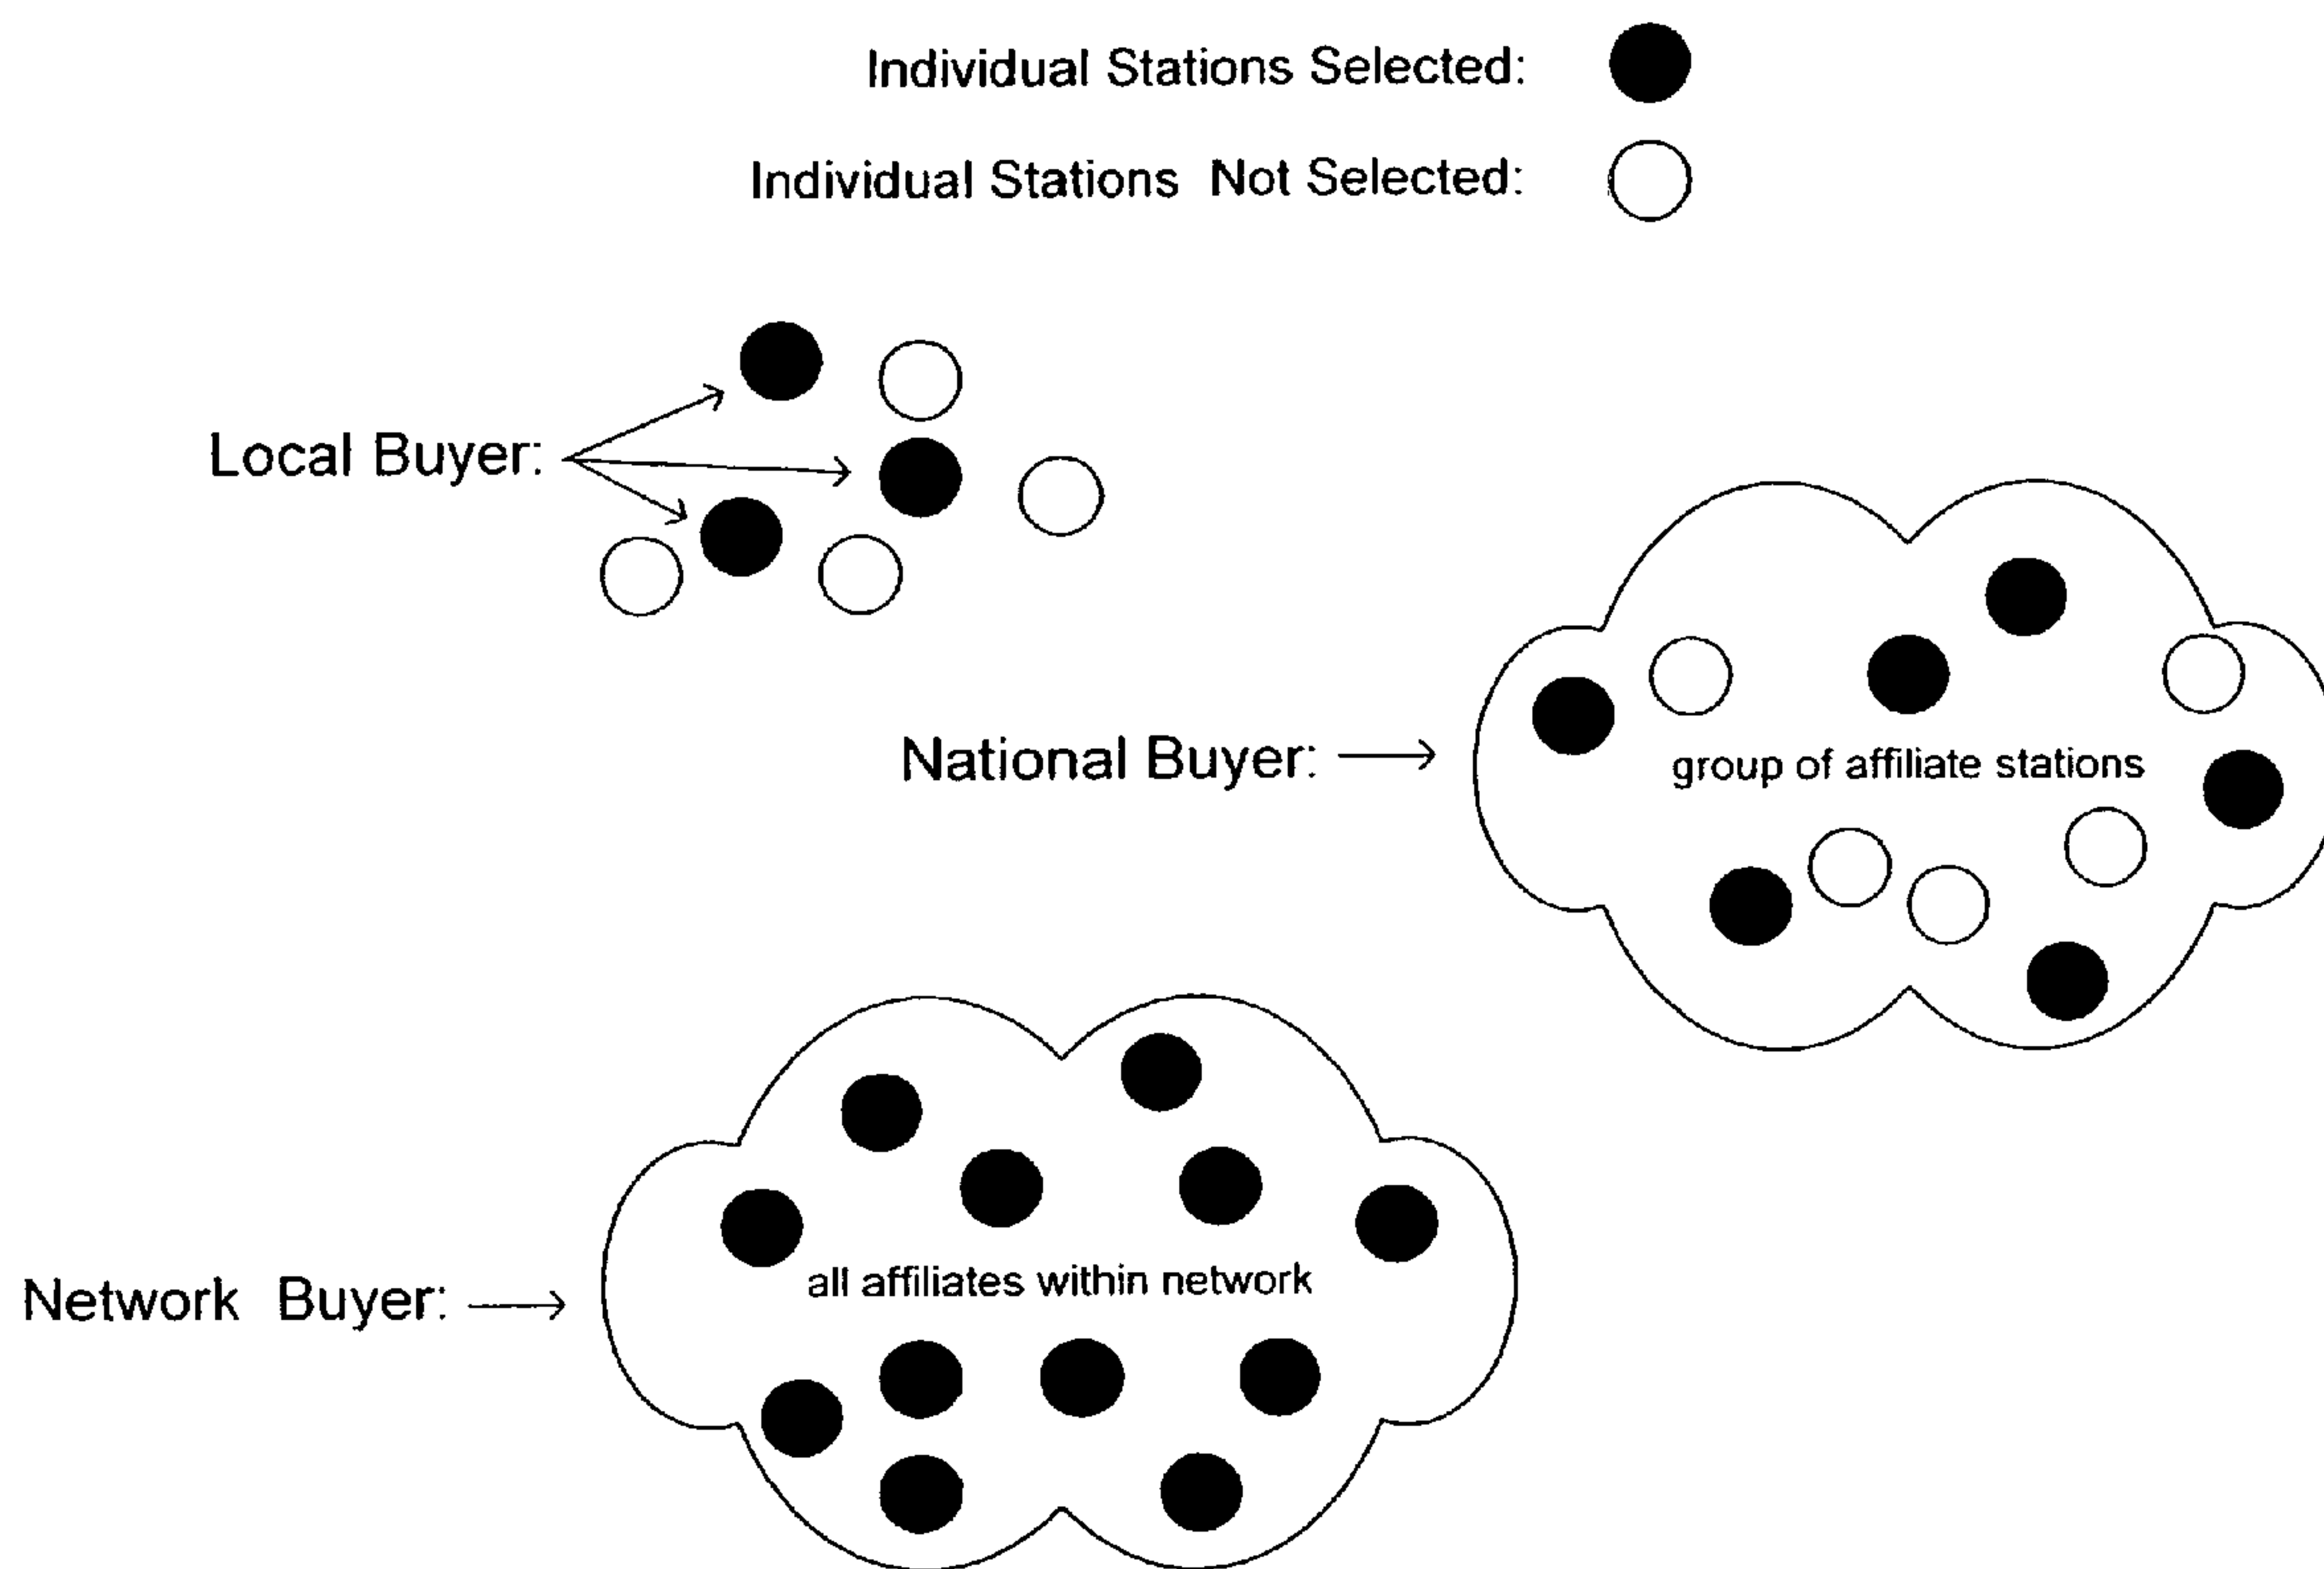 Individual Stations Selected:
Individual Stations Not Selected:
Local Buyer:
National Buyer:
group of affiliate stations
Network Buyer:
all affiliates within network